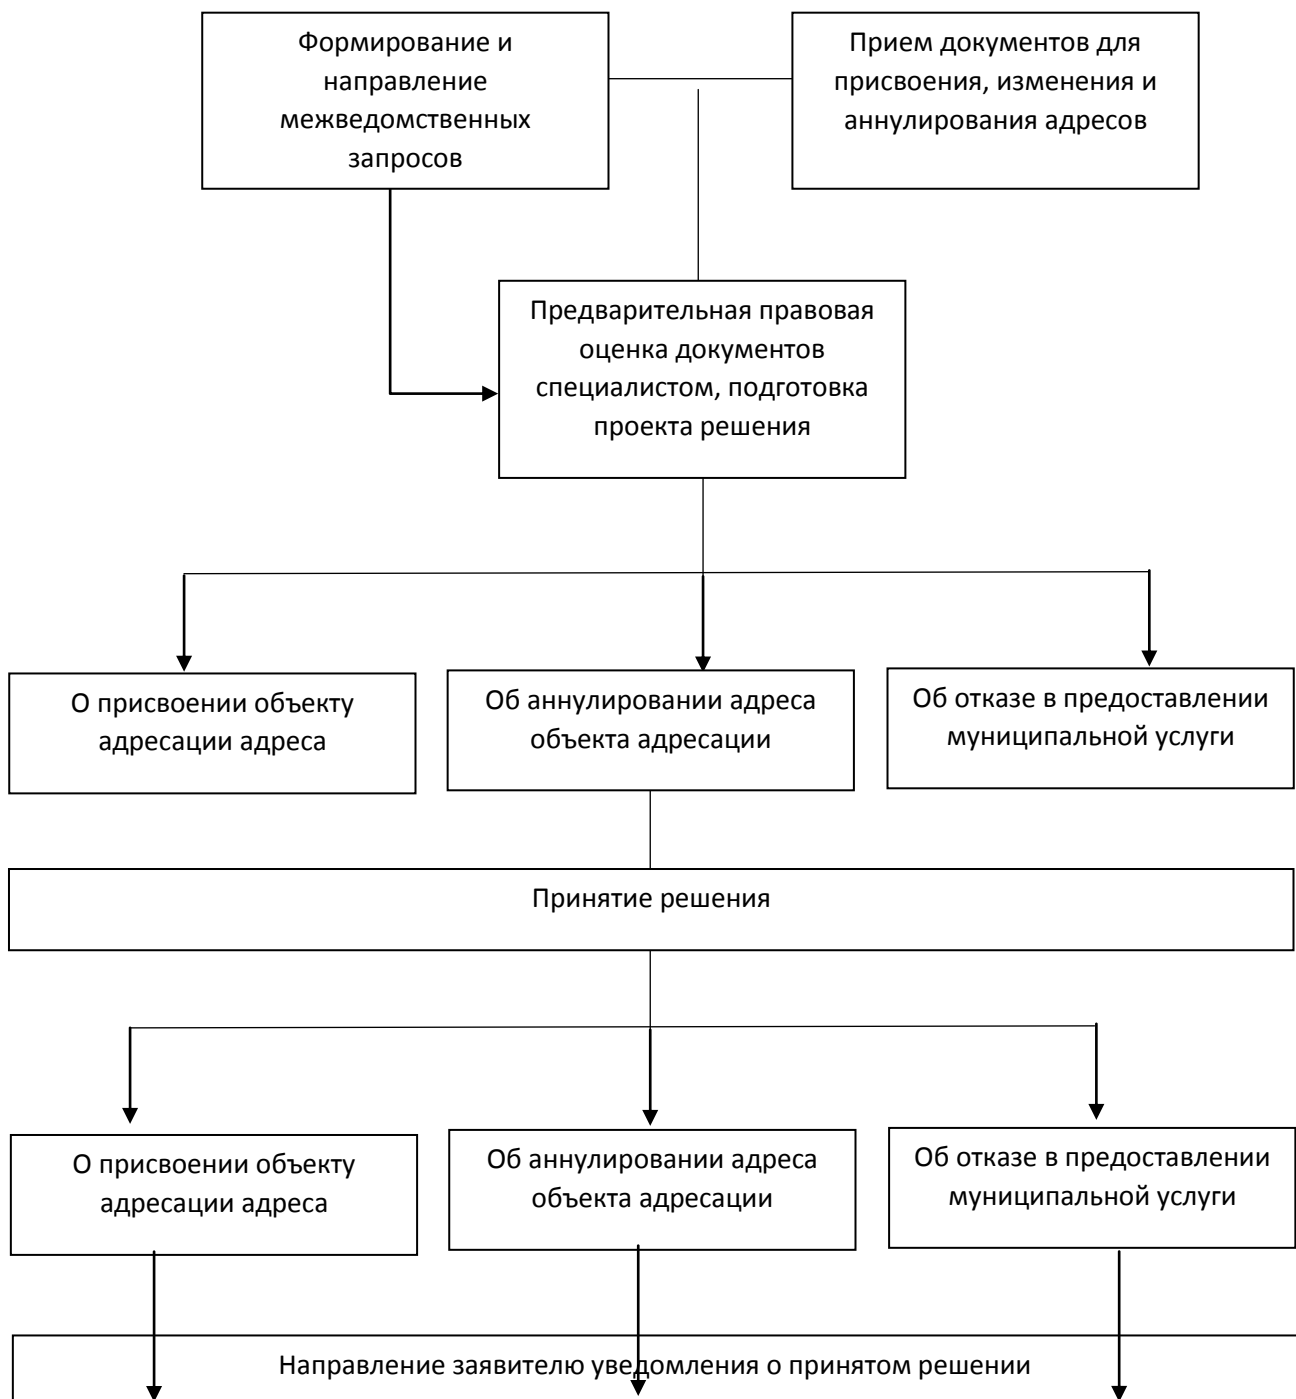 Формирование и
направление
межведомственных
запросов
Прием документов для
присвоения, изменения и
аннулирования адресов
Предварительная правовая
оценка документов
специалистом, подготовка
проекта решения
О присвоении объекту
адресации адреса
Об аннулировании адреса
объекта адресации
Об отказе в предоставлении
муниципальной услуги
Принятие решения
О присвоении объекту
адресации адреса
Об аннулировании адреса
объекта адресации
Об отказе в предоставлении
муниципальной услуги
Направление заявителю уведомления о принятом решении